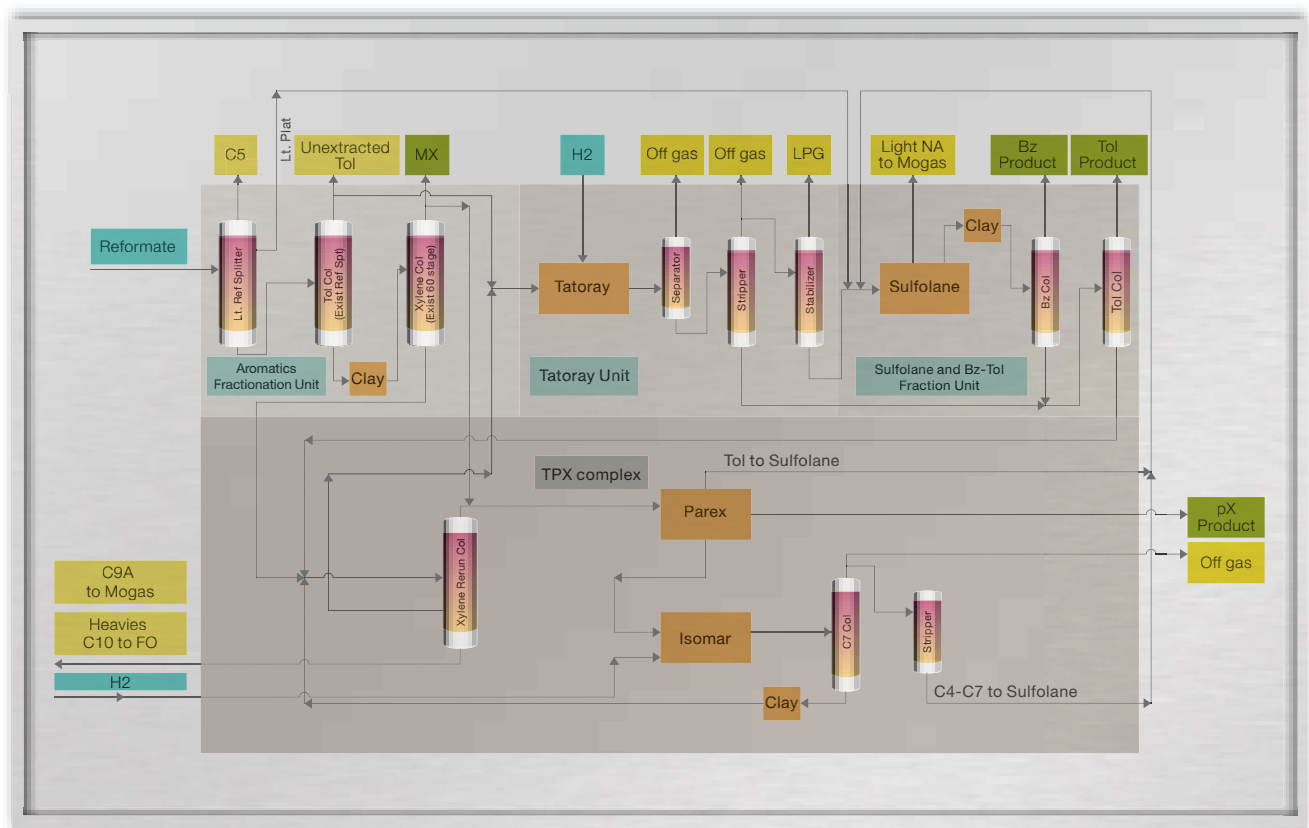 Lt. Plat
C5
Unextracted
Tol
MX
H2
Off gas
Off gas
LPG
Light NA
to Mogas
Bz
Product
Tol
Product
Reformate
Lt. Ref Splitter
Tol Col
(Exist Ref Spt)
Xylene Col
(Exist 60 stage)
Tatoray
Separator
Stripper
Stabilizer
Sulfolane
Clay
Bz Col
Tol Col
Aromatics
Fractionation Unit
Clay
Tatoray Unit
Sulfolane and Bz-Tol
Fraction Unit
TPX complex
Tol to Sulfolane
Parex
pX
Product
Off gas
Xylene Rerun Col
C9A
to Mogas
Heavies
C10 to FO
H2
Isomar
C7 Col
Stripper
Clay
C4-C7 to Sulfolane